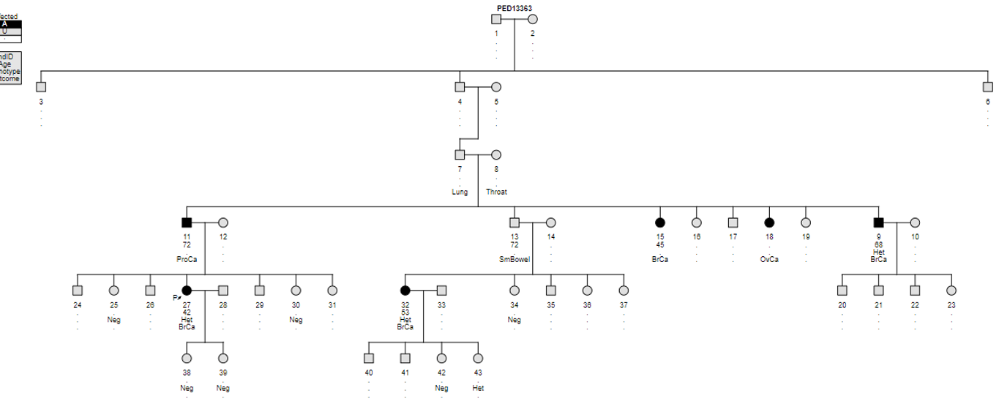 PED13363
fected
A
U
.
ndID
Age
notype
tcome
1 2
3 4 5 6
7 8
Lung Throat
11 12 13 14 15 16 17 18 19 9 10
72 72 45 68
Het
ProCa SmBowel BrCa OvCa BrCa
24 25 26 27 28 29 30 31 32 33 34 35 36 37 20 21 22 23
P
42 53
Neg Het Neg Het Neg
BrCa BrCa
38 39 40 41 42 43
Neg Neg Neg Het